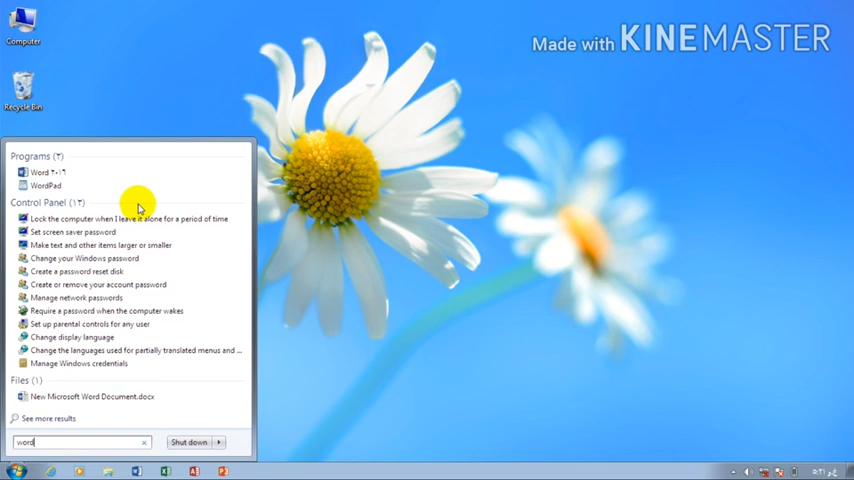 Computer
Recycle Bin
Made with KINEMASTER
Programs (۲)
Word ۲۰۱۶
WordPad
Control Panel (۱۲)
Lock the computer when I leave it alone for a period of time
Set screen saver password
Make text and other items larger or smaller
Change your Windows password
Create a password reset disk
Create or remove your account password
Manage network passwords
Require a password when the computer wakes
Set up parental controls for any user
Change display language
Change the languages used for partially translated menus and ...
Manage Windows credentials
Files (۱)
New Microsoft Word Document.docx
See more results
word
Shut down